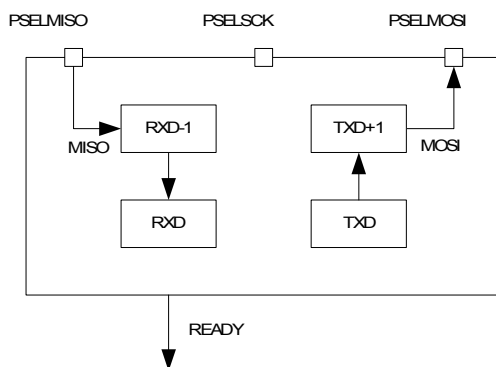 PSELMISO PSELSCK PSELMOSI
RXD-1 TXD+1
MISO MOSI
RXD TXD
READY